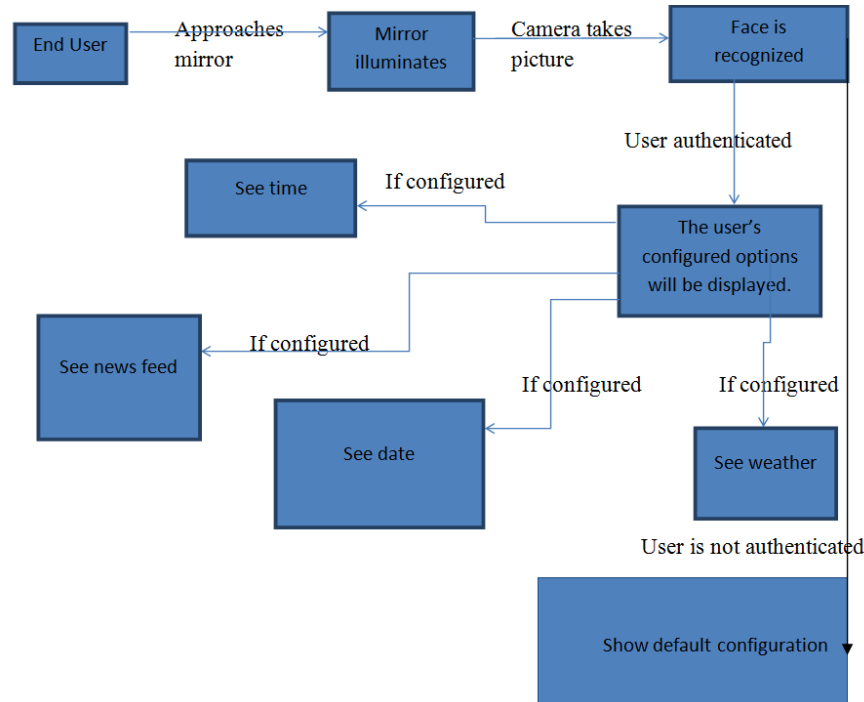 End User
Approaches
mirror
Mirror
illuminates
Camera takes
picture
Face is
recognized
User authenticated
See time
If configured
The user’s
configured options
will be displayed.
See news feed
If configured
See date
If configured
If configured
See weather
User is not authenticated
Show default configuration